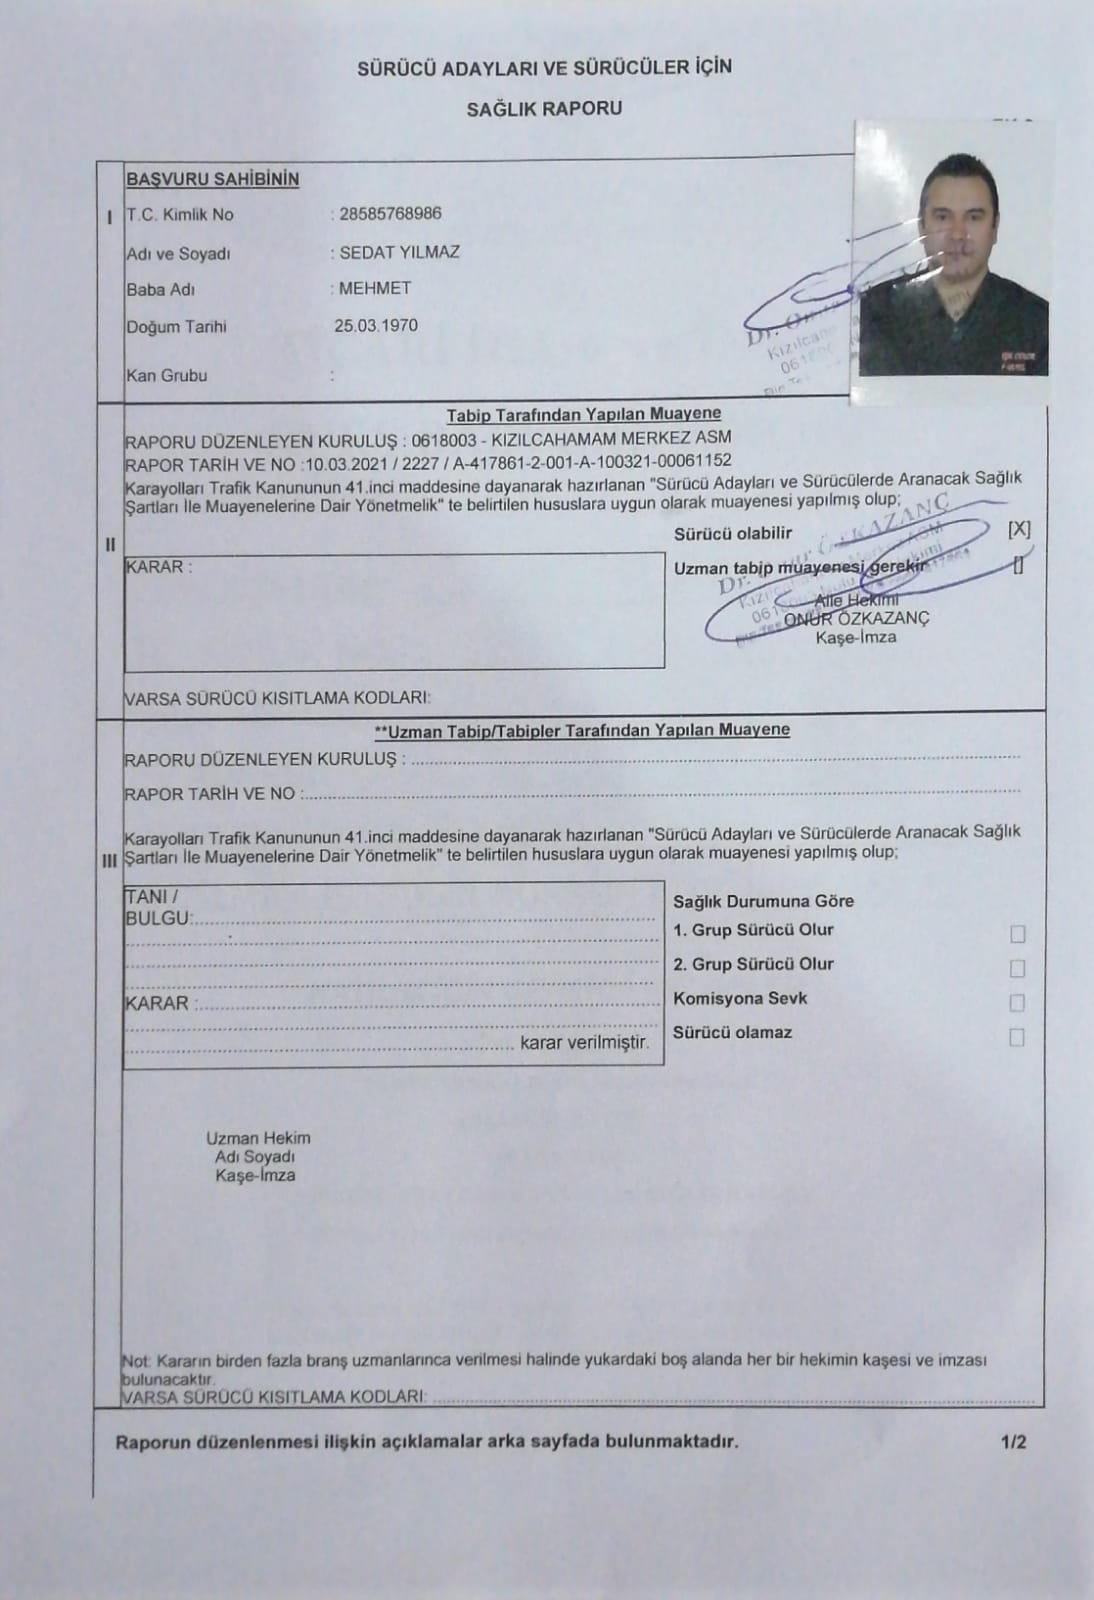 SÜRÜCÜ ADAYLARI VE SÜRÜCÜLER İÇİN
SAĞLIK RAPORU
BAŞVURU SAHİBİNİN
I
T.C. Kimlik No : 28585768986
Adı ve Soyadı : SEDAT YILMAZ
Baba Adı : MEHMET
Doğum Tarihi 25.03.1970
Kan Grubu :
Dr.
Kızılcaha
0618
Tabip Tarafından Yapılan Muayene
RAPORU DÜZENLEYEN KURULUŞ : 0618003 - KIZILCAHAMAM MERKEZ ASM
RAPOR TARİH VE NO :10.03.2021 / 2227 / A-417861-2-001-A-100321-00061152
Karayolları Trafik Kanununun 41.inci maddesine dayanarak hazırlanan "Sürücü Adayları ve Sürücülerde Aranacak Sağlık
Şartları İle Muayenelerine Dair Yönetmelik" te belirtilen hususlara uygun olarak muayenesi yapılmış olup;
II
Sürücü olabilir [X]
KARAR :
Uzman tabip muayenesi gerekir []
Dr. ÖZKAZANÇ
Aile Hekimi
ONUR ÖZKAZANÇ
Kaşe-İmza
VARSA SÜRÜCÜ KISITLAMA KODLARI:
**Uzman Tabip/Tabipler Tarafından Yapılan Muayene
RAPORU DÜZENLEYEN KURULUŞ : ........................
RAPOR TARİH VE NO :........................
Karayolları Trafik Kanununun 41.inci maddesine dayanarak hazırlanan "Sürücü Adayları ve Sürücülerde Aranacak Sağlık
III Şartları İle Muayenelerine Dair Yönetmelik" te belirtilen hususlara uygun olarak muayenesi yapılmış olup;
TANI /
BULGU:........................
KARAR :........................
........................ karar verilmiştir.
Sağlık Durumuna Göre
1. Grup Sürücü Olur
2. Grup Sürücü Olur
Komisyona Sevk
Sürücü olamaz
Uzman Hekim
Adı Soyadı
Kaşe-İmza
Not: Kararın birden fazla branş uzmanlarınca verilmesi halinde yukardaki boş alanda her bir hekimin kaşesi ve imzası
bulunacaktır.
VARSA SÜRÜCÜ KISITLAMA KODLARI: ........................
Raporun düzenlenmesi ilişkin açıklamalar arka sayfada bulunmaktadır. 1/2